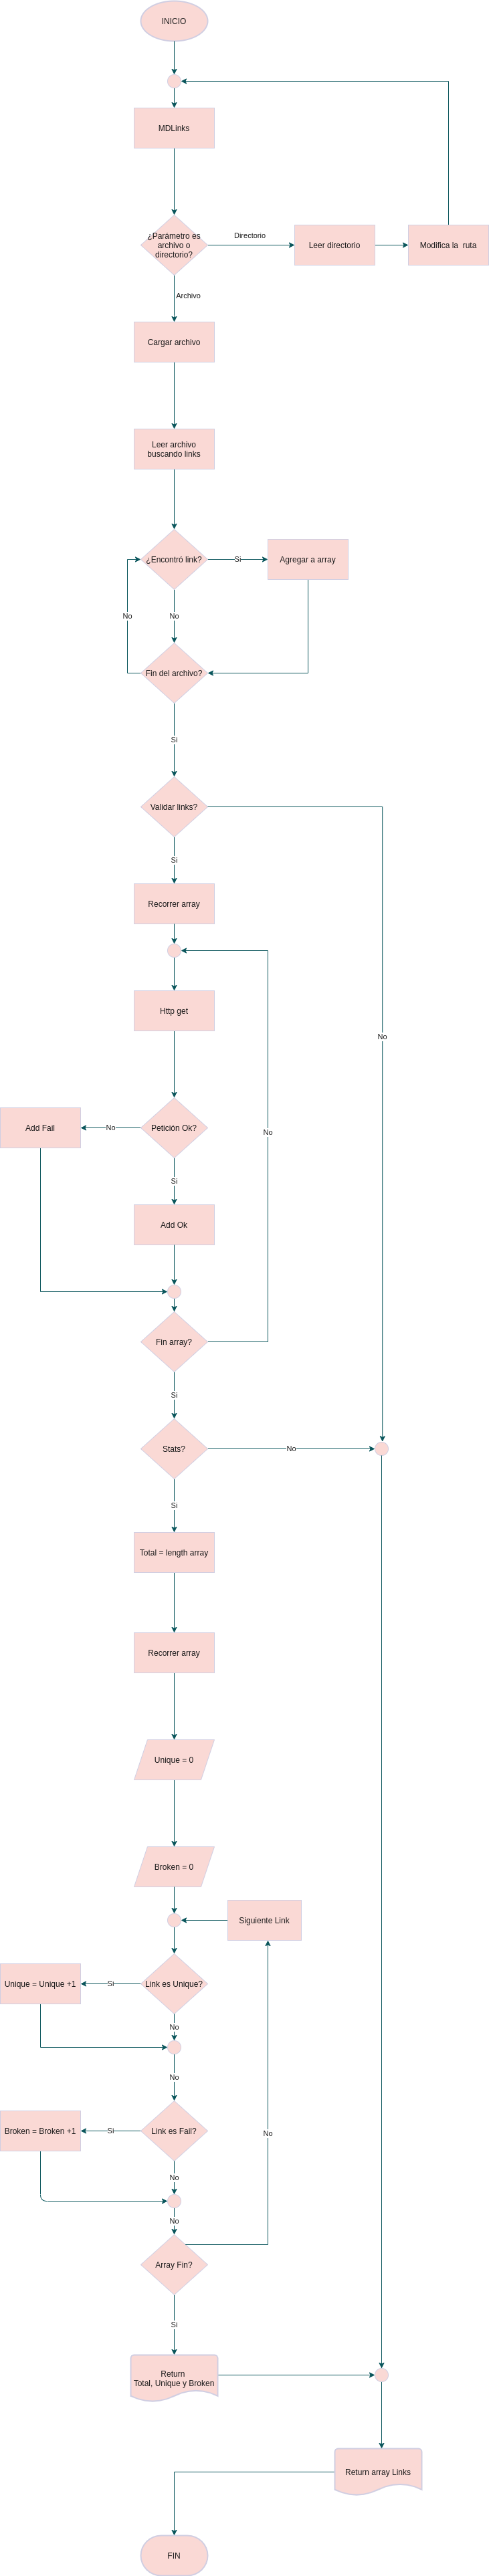 INICIO
MDLinks
¿Parámetro es
archivo o
directorio?
Directorio
Leer directorio
Modifica la ruta
Archivo
Cargar archivo
Leer archivo
buscando links
¿Encontró link?
Si
Agregar a array
No
No
Fin del archivo?
Si
Validar links?
Si
Recorrer array
Http get
No
Add Fail
No
Petición Ok?
No
Si
Add Ok
Fin array?
Si
Stats?
No
Si
Total = length array
Recorrer array
Unique = 0
Broken = 0
Siguiente Link
Unique = Unique +1
Si
Link es Unique?
No
No
Broken = Broken +1
Si
Link es Fail?
No
No
No
Array Fin?
Si
Return
Total, Unique y Broken
Return array Links
FIN